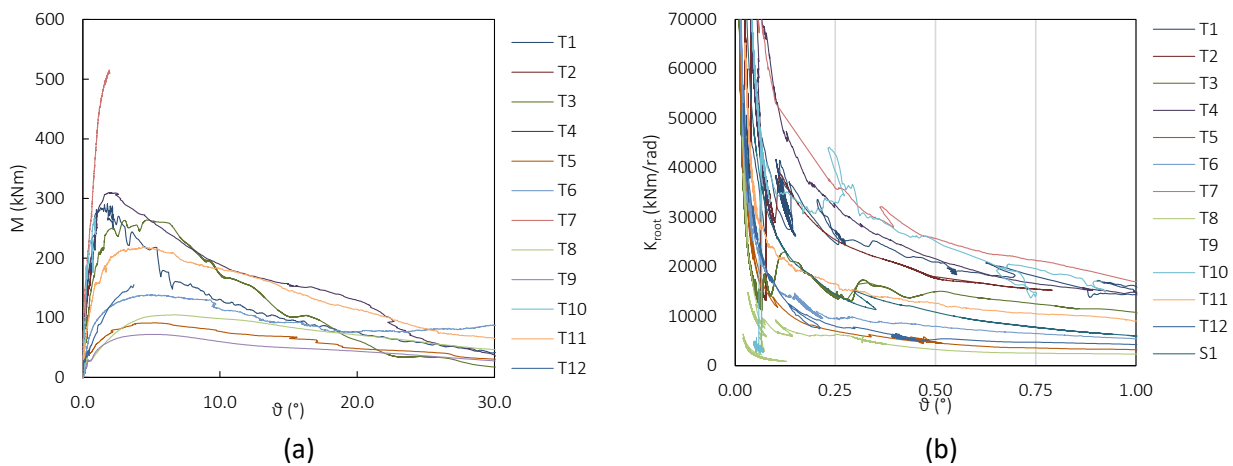 600
500
400
300
200
100
0
M (kNm)
0.0 10.0 20.0 30.0
ϑ (°)
T1
T2
T3
T4
T5
T6
T7
T8
T9
T10
T11
T12
(a)
70000
60000
50000
40000
30000
20000
10000
0
K_root (kNm/rad)
0.00 0.25 0.50 0.75 1.00
ϑ (°)
T1
T2
T3
T4
T5
T6
T7
T8
T9
T10
T11
T12
S1
(b)